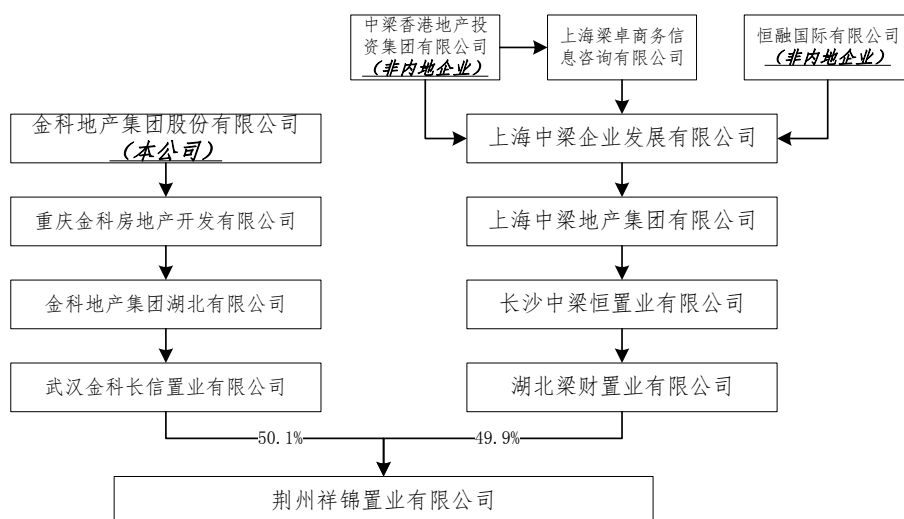 中梁香港地产投
资集团有限公司
（非内地企业）
上海梁卓商务信
息咨询有限公司
恒融国际有限公司
（非内地企业）
金科地产集团股份有限公司
（本公司）
上海中梁企业发展有限公司
重庆金科房地产开发有限公司
上海中梁地产集团有限公司
金科地产集团湖北有限公司
长沙中梁恒置业有限公司
武汉金科长信置业有限公司
湖北梁财置业有限公司
50.1%
49.9%
荆州祥锦置业有限公司